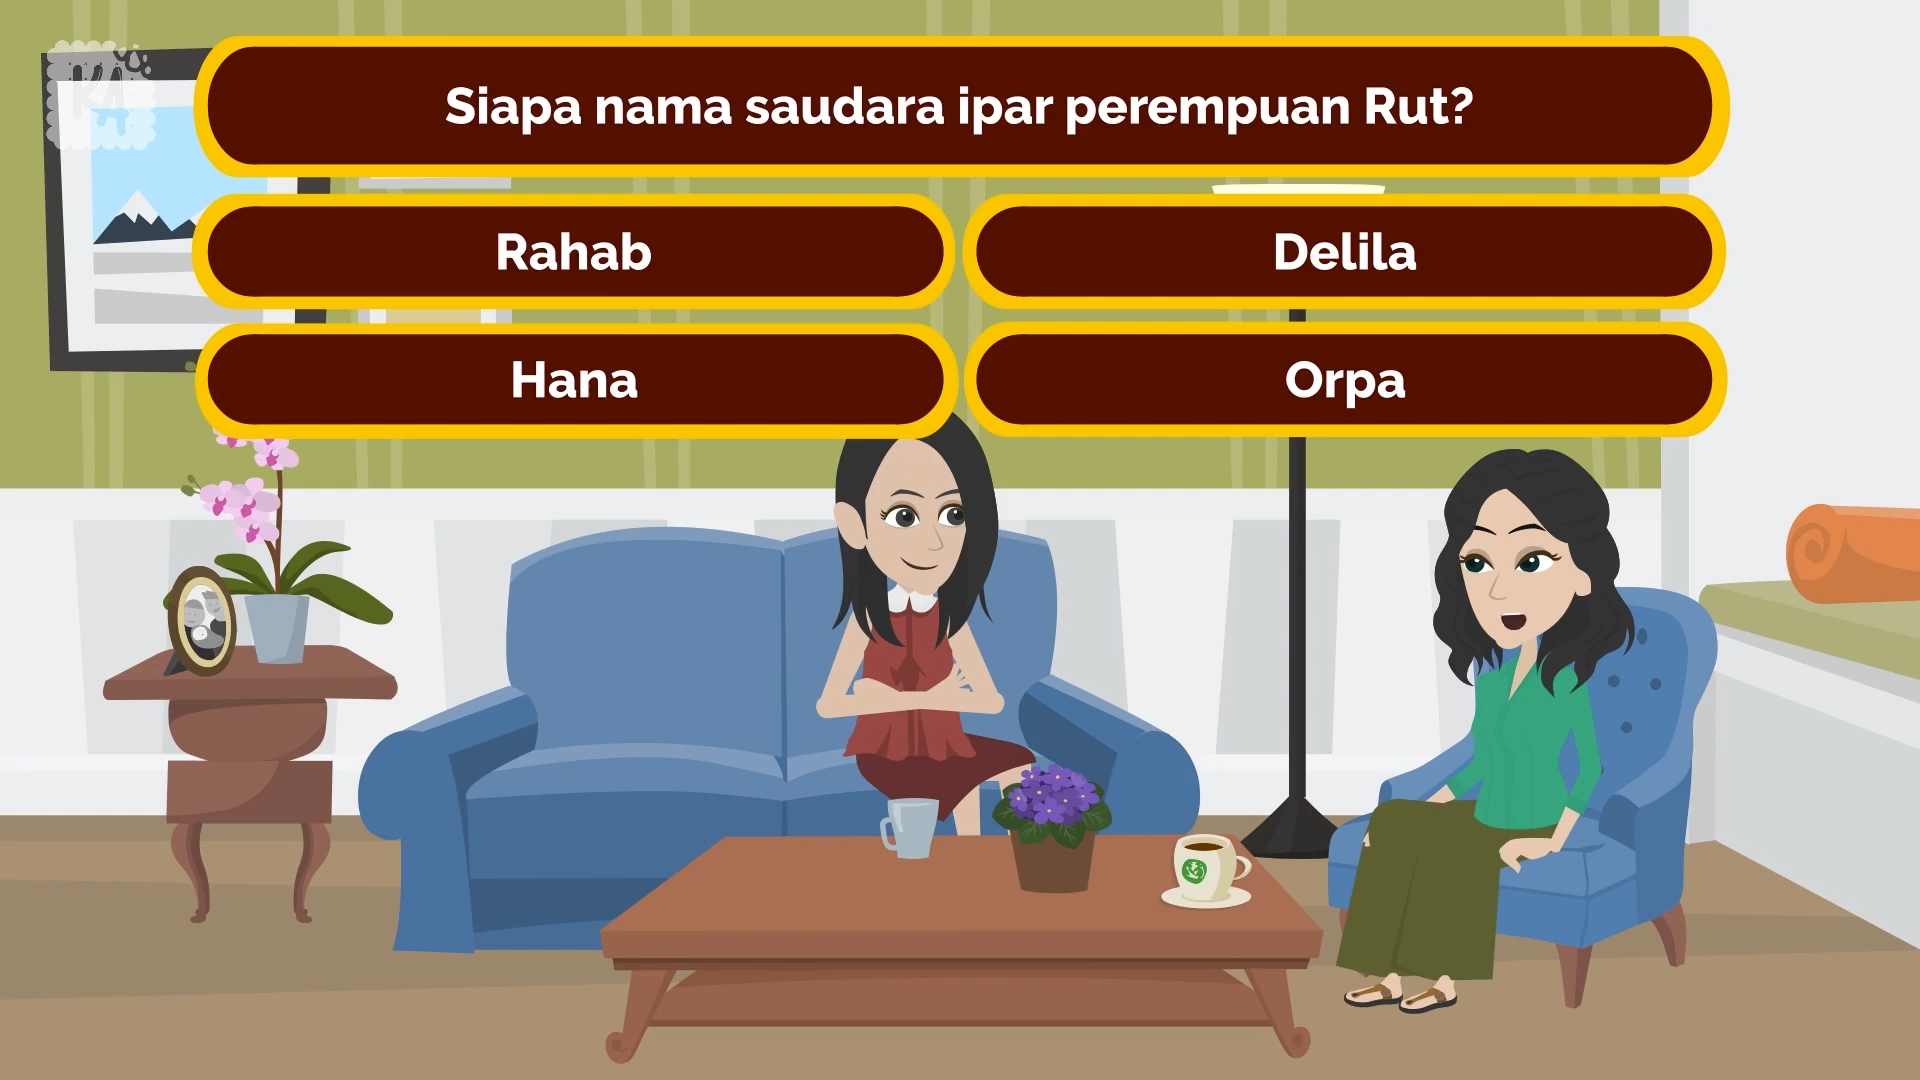 Siapa nama saudara ipar perempuan Rut?
Rahab
Delila
Hana
Orpa